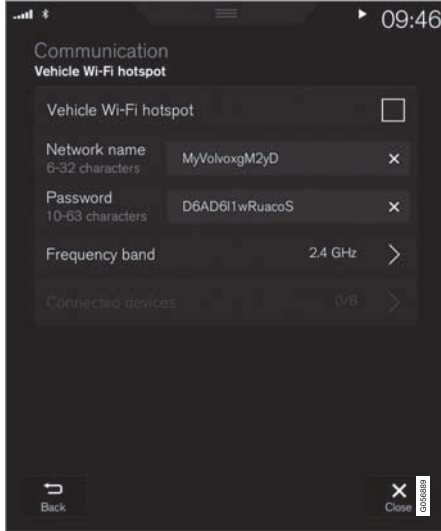 09:46
Communication
Vehicle Wi-Fi hotspot
Vehicle Wi-Fi hotspot
Network name
6-32 characters
MyVolvoxgM2yD
Password
10-63 characters
D6AD6I1wRuacoS
Frequency band 2.4 GHz
Connected devices 0/8
Back
Close
G056889